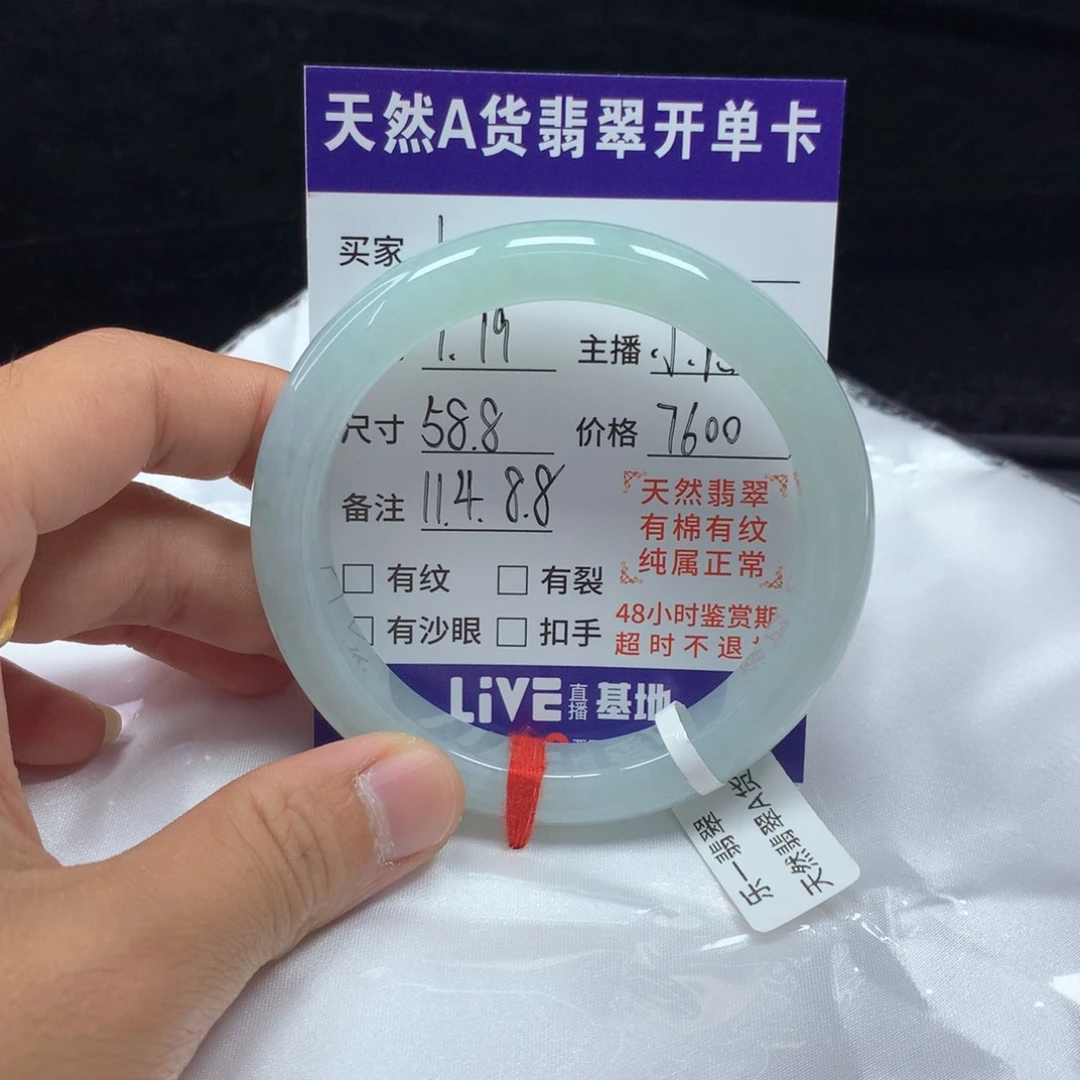 天然A货翡翠开单卡
买家
1.19 主播
尺寸 58.8 价格 7600
备注 11.4. 8.8
天然翡翠
有棉有纹
纯属正常
有纹 有裂
有沙眼 扣手
48小时鉴赏期
超时不退
LiVE 直播 基地
乐一翡翠
天然翡翠A货